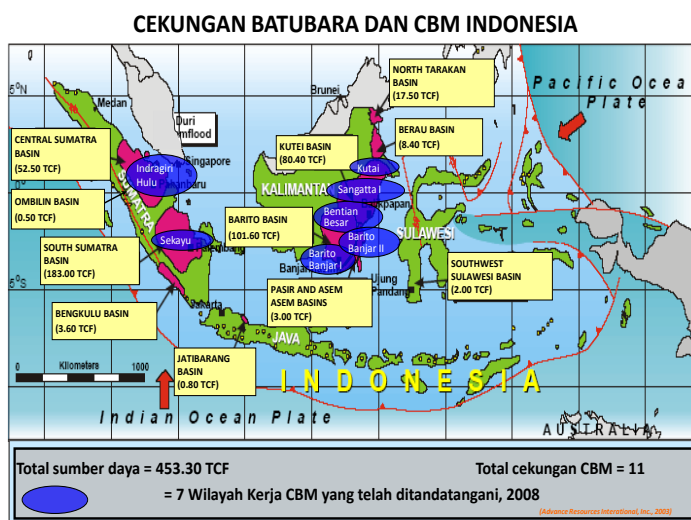 CEKUNGAN BATUBARA DAN CBM INDONESIA
NORTH TARAKAN
BASIN
(17.50 TCF)
Pacific Ocea
Plate
5°N
Medan
Brunei
Duri
mflood
CENTRAL SUMATRA
BASIN
(52.50 TCF)
KUTEI BASIN
(80.40 TCF)
BERAU BASIN
(8.40 TCF)
Singapore
Indragiri
Hulu
Kutai
OMBILIN BASIN
(0.50 TCF)
SUMATRA
KALIMANTA
Sangatta I
BARITO BASIN
(101.60 TCF)
Bentian
Besar
SULAWESI
SOUTH SUMATRA
BASIN
(183.00 TCF)
Sekayu
Barito
Banjar II
Barito
Banjar I
SOUTHWEST
SULAWESI BASIN
(2.00 TCF)
5°S
Ujung
Pandang
PASIR AND ASEM
ASEM BASINS
(3.00 TCF)
BENGKULU BASIN
(3.60 TCF)
Jakarta
JAVA
JATIBARANG
BASIN
(0.80 TCF)
0 Kilometers 1000
INDONESIA
Indian Ocean Plate
AUSTRALIA
Total sumber daya = 453.30 TCF
Total cekungan CBM = 11
= 7 Wilayah Kerja CBM yang telah ditandatangani, 2008
(Advance Resources Interational, Inc., 2003)